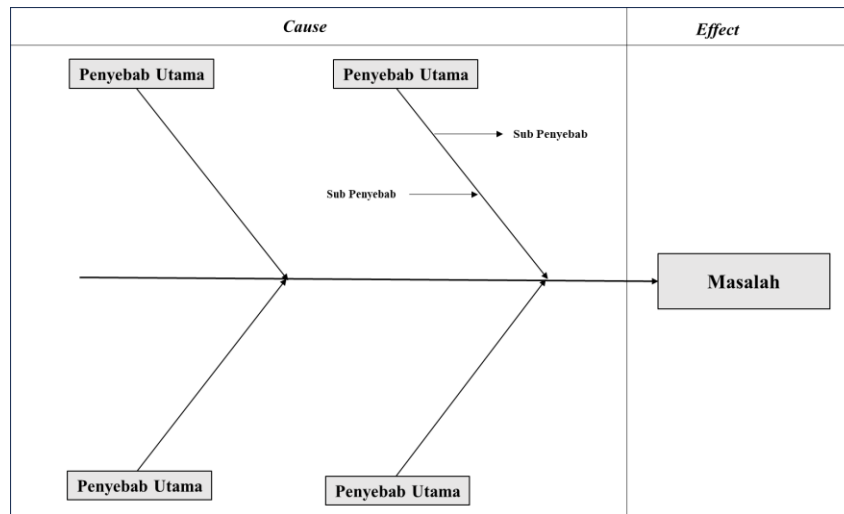 Cause
Effect
Penyebab Utama
Penyebab Utama
Sub Penyebab
Sub Penyebab
Masalah
Penyebab Utama
Penyebab Utama